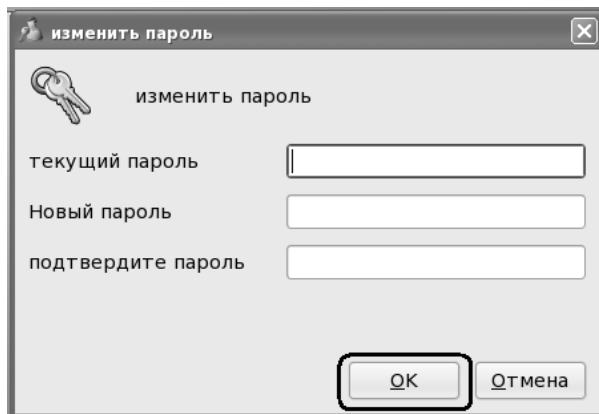 изменить пароль
изменить пароль
текущий пароль
Новый пароль
подтвердите пароль
OK Отмена